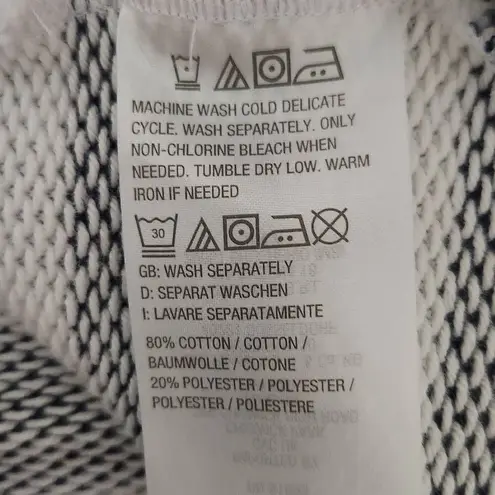 MACHINE WASH COLD DELICATE
CYCLE. WASH SEPARATELY. ONLY
NON-CHLORINE BLEACH WHEN
NEEDED. TUMBLE DRY LOW. WARM
IRON IF NEEDED
30
GB: WASH SEPARATELY
D: SEPARAT WASCHEN
I: LAVARE SEPARATAMENTE
80% COTTON / COTTON /
BAUMWOLLE / COTONE
20% POLYESTER / POLYESTER /
POLYESTER / POLIESTERE